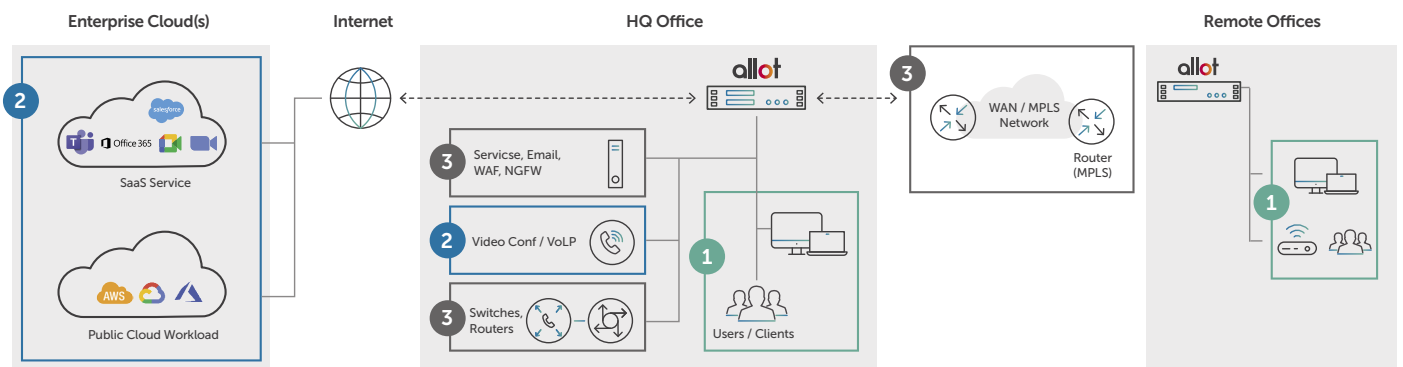 Enterprise Cloud(s)
Internet
HQ Office
Remote Offices
2
salesforce
T
Office 365
SaaS Service
AWS
Public Cloud Workload
allot
3
Servicse, Email,
WAF, NGFW
2
Video Conf / VoLP
3
Switches,
Routers
1
Users / Clients
3
WAN / MPLS
Network
Router
(MPLS)
allot
1